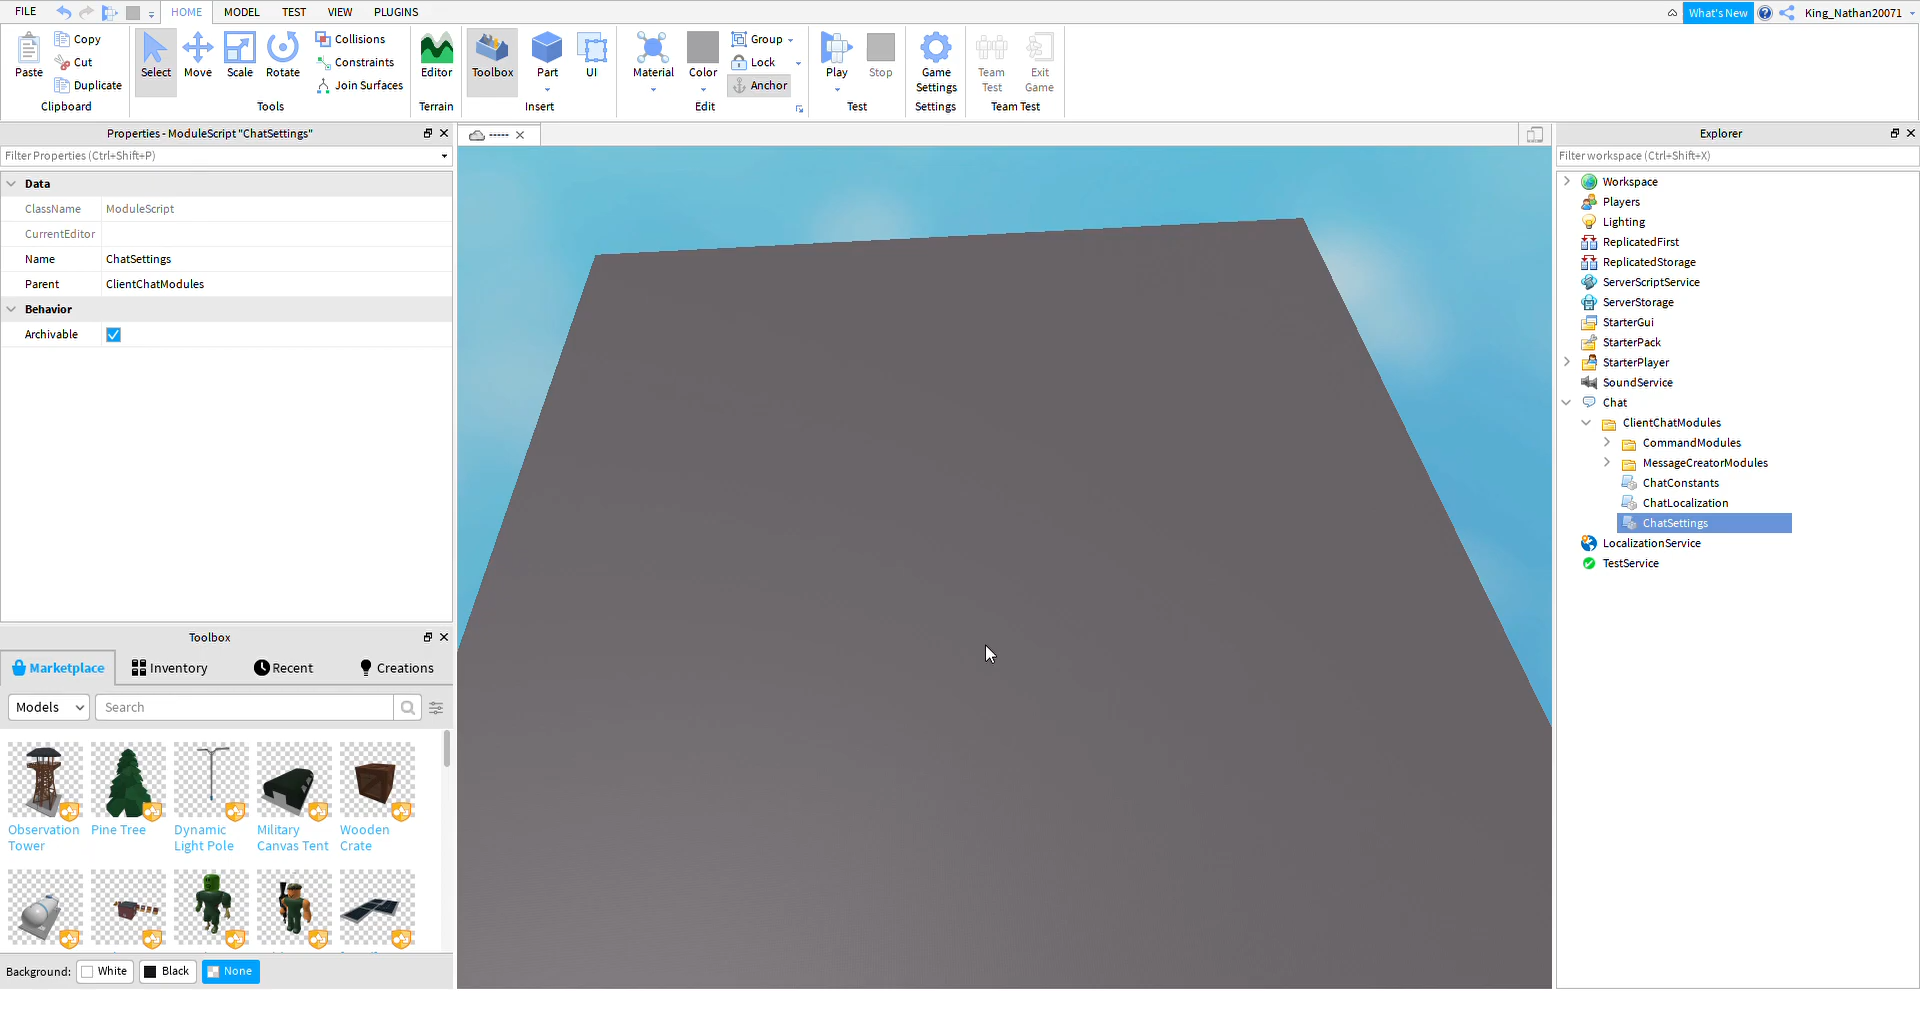 FILE
HOME
MODEL
TEST
VIEW
PLUGINS
What's New
King_Nathan20071
Paste
Copy
Cut
Duplicate
Clipboard
Select
Move
Scale
Rotate
Collisions
Constraints
Join Surfaces
Tools
Editor
Terrain
Toolbox
Part
UI
Insert
Material
Color
Group
Lock
Anchor
Edit
Play
Stop
Test
Game
Settings
Settings
Team
Test
Exit
Game
Team Test
Properties - ModuleScript "ChatSettings"
Filter Properties (Ctrl+Shift+P)
Data
ClassName ModuleScript
CurrentEditor
Name ChatSettings
Parent ClientChatModules
Behavior
Archivable
Toolbox
Marketplace
Inventory
Recent
Creations
Models
Search
Observation
Tower
Pine Tree
Dynamic
Light Pole
Military
Canvas Tent
Wooden
Crate
Background:
White
Black
None
-----
Explorer
Filter workspace (Ctrl+Shift+X)
Workspace
Players
Lighting
ReplicatedFirst
ReplicatedStorage
ServerScriptService
ServerStorage
StarterGui
StarterPack
StarterPlayer
SoundService
Chat
ClientChatModules
CommandModules
MessageCreatorModules
ChatConstants
ChatLocalization
ChatSettings
LocalizationService
TestService